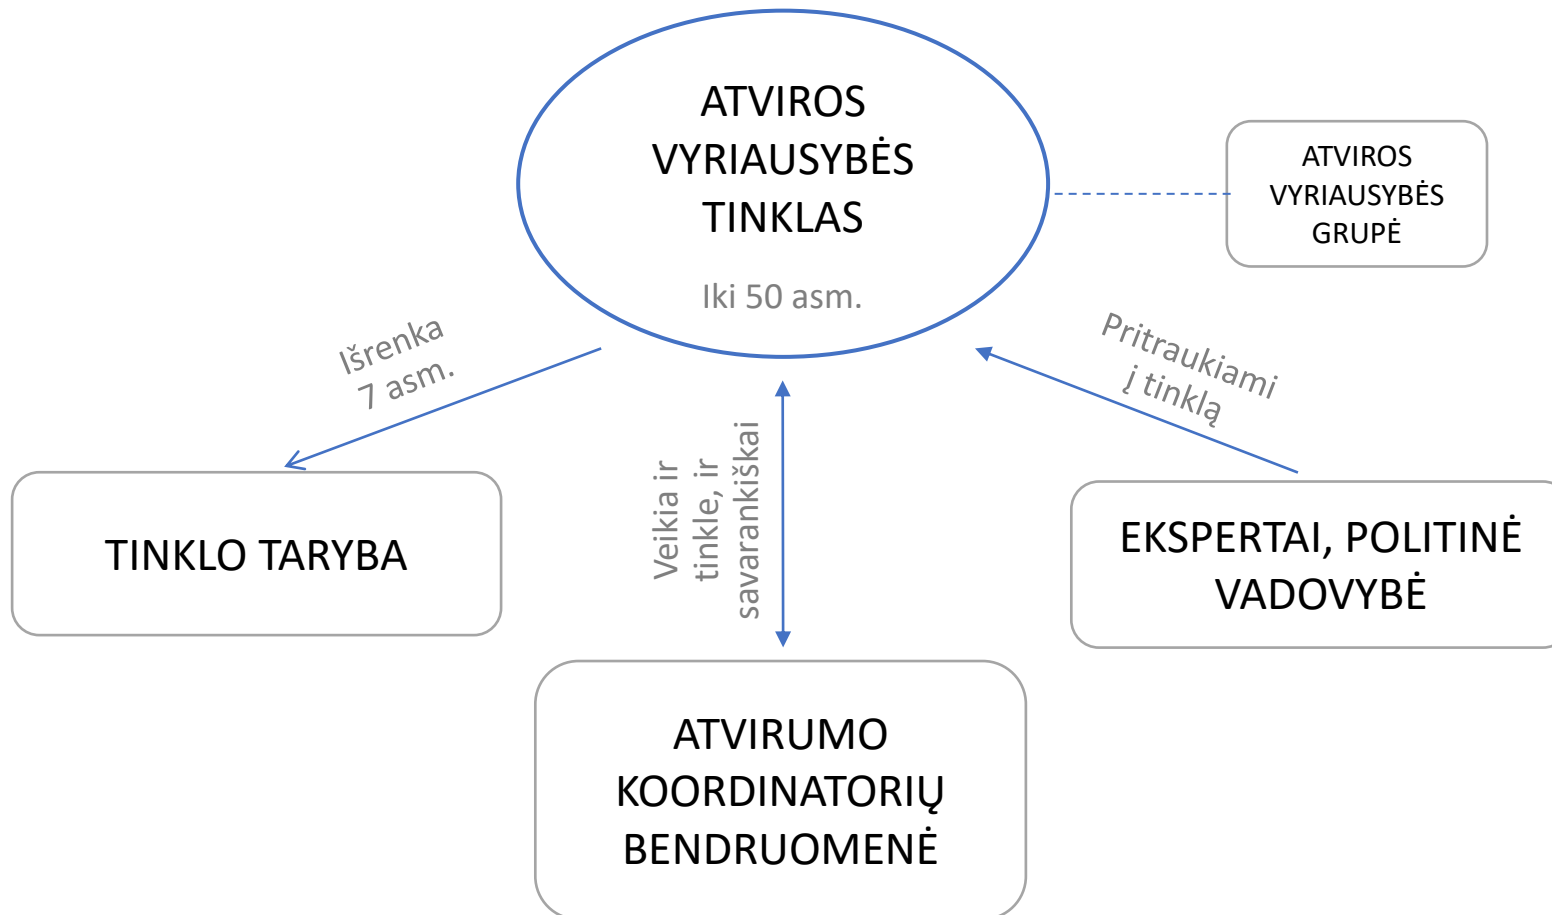 ATVIROS
VYRIAUSYBĖS
TINKLAS
Iki 50 asm.
ATVIROS
VYRIAUSYBĖS
GRUPĖ
Išrenka
7 asm.
Veikia ir
tinkle, ir
savarankiškai
Pritraukiami
į tinklą
TINKLO TARYBA
EKSPERTAI, POLITINĖ
VADOVYBĖ
ATVIRUMO
KOORDINATORIŲ
BENDRUOMENĖ